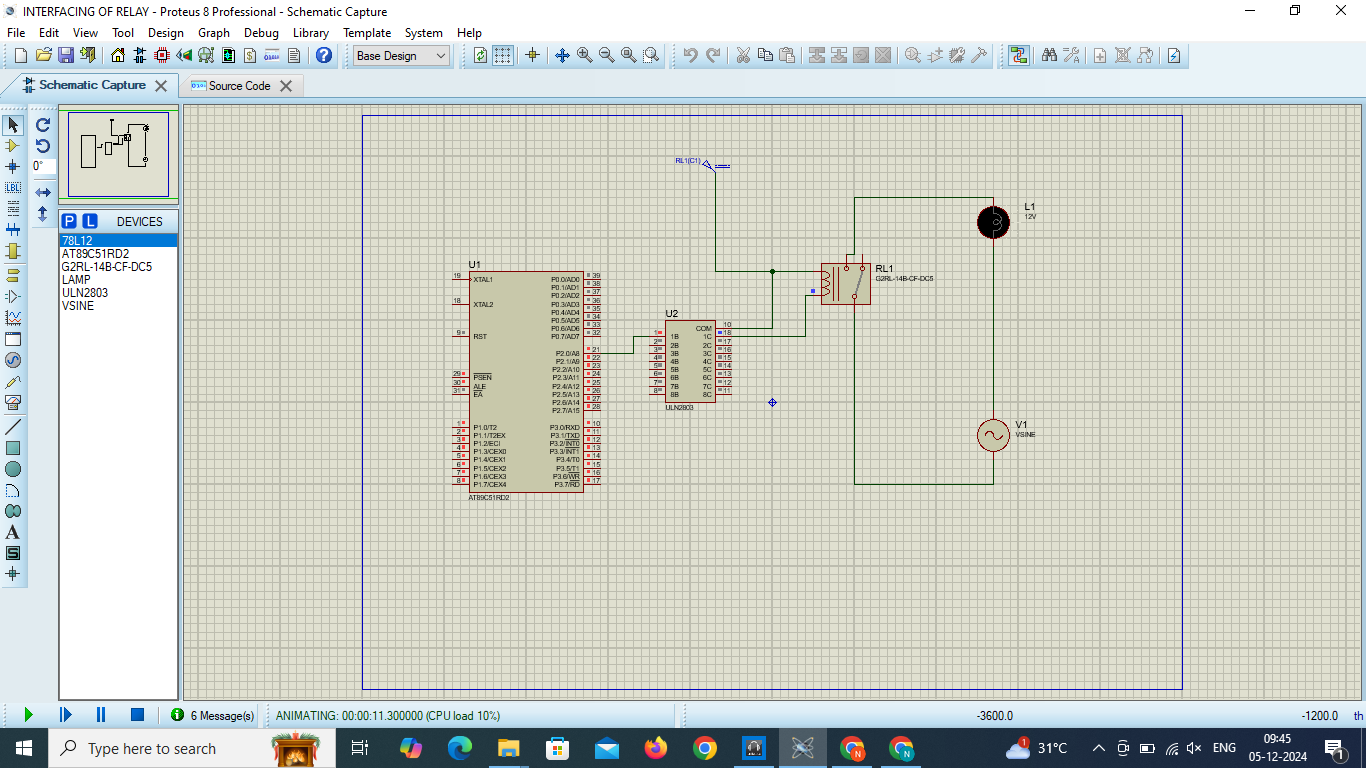 INTERFACING OF RELAY - Proteus 8 Professional - Schematic Capture
File Edit View Tool Design Graph Debug Library Template System Help
Base Design
Schematic Capture
Source Code
0°
LBL
A
S
P L DEVICES
78L12
AT89C51RD2
G2RL-14B-CF-DC5
LAMP
ULN2803
VSINE
RL1(C1)
L1
12V
RL1
G2RL-14B-CF-DC5
V1
VSINE
U1
19 XTAL1 P0.0/AD0 39
P0.1/AD1 38
P0.2/AD2 37
18 XTAL2 P0.3/AD3 36
P0.4/AD4 35
P0.5/AD5 34
P0.6/AD6 33
9 RST P0.7/AD7 32
P2.0/A8 21
P2.1/A9 22
P2.2/A10 23
29 PSEN P2.3/A11 24
30 ALE P2.4/A12 25
31 EA P2.5/A13 26
P2.6/A14 27
P2.7/A15 28
1 P1.0/T2 P3.0/RXD 10
2 P1.1/T2EX P3.1/TXD 11
3 P1.2/ECI P3.2/INT0 12
4 P1.3/CEX0 P3.3/INT1 13
5 P1.4/CEX1 P3.4/T0 14
6 P1.5/CEX2 P3.5/T1 15
7 P1.6/CEX3 P3.6/WR 16
8 P1.7/CEX4 P3.7/RD 17
AT89C51RD2
U2
COM 10
1 1B 1C 18
2 2B 2C 17
3 3B 3C 16
4 4B 4C 15
5 5B 5C 14
6 6B 6C 13
7 7B 7C 12
8 8B 8C 11
ULN2803
6 Message(s) ANIMATING: 00:00:11.300000 (CPU load 10%) -3600.0 -1200.0 th
Type here to search
1 31°C ENG 09:45
05-12-2024
1